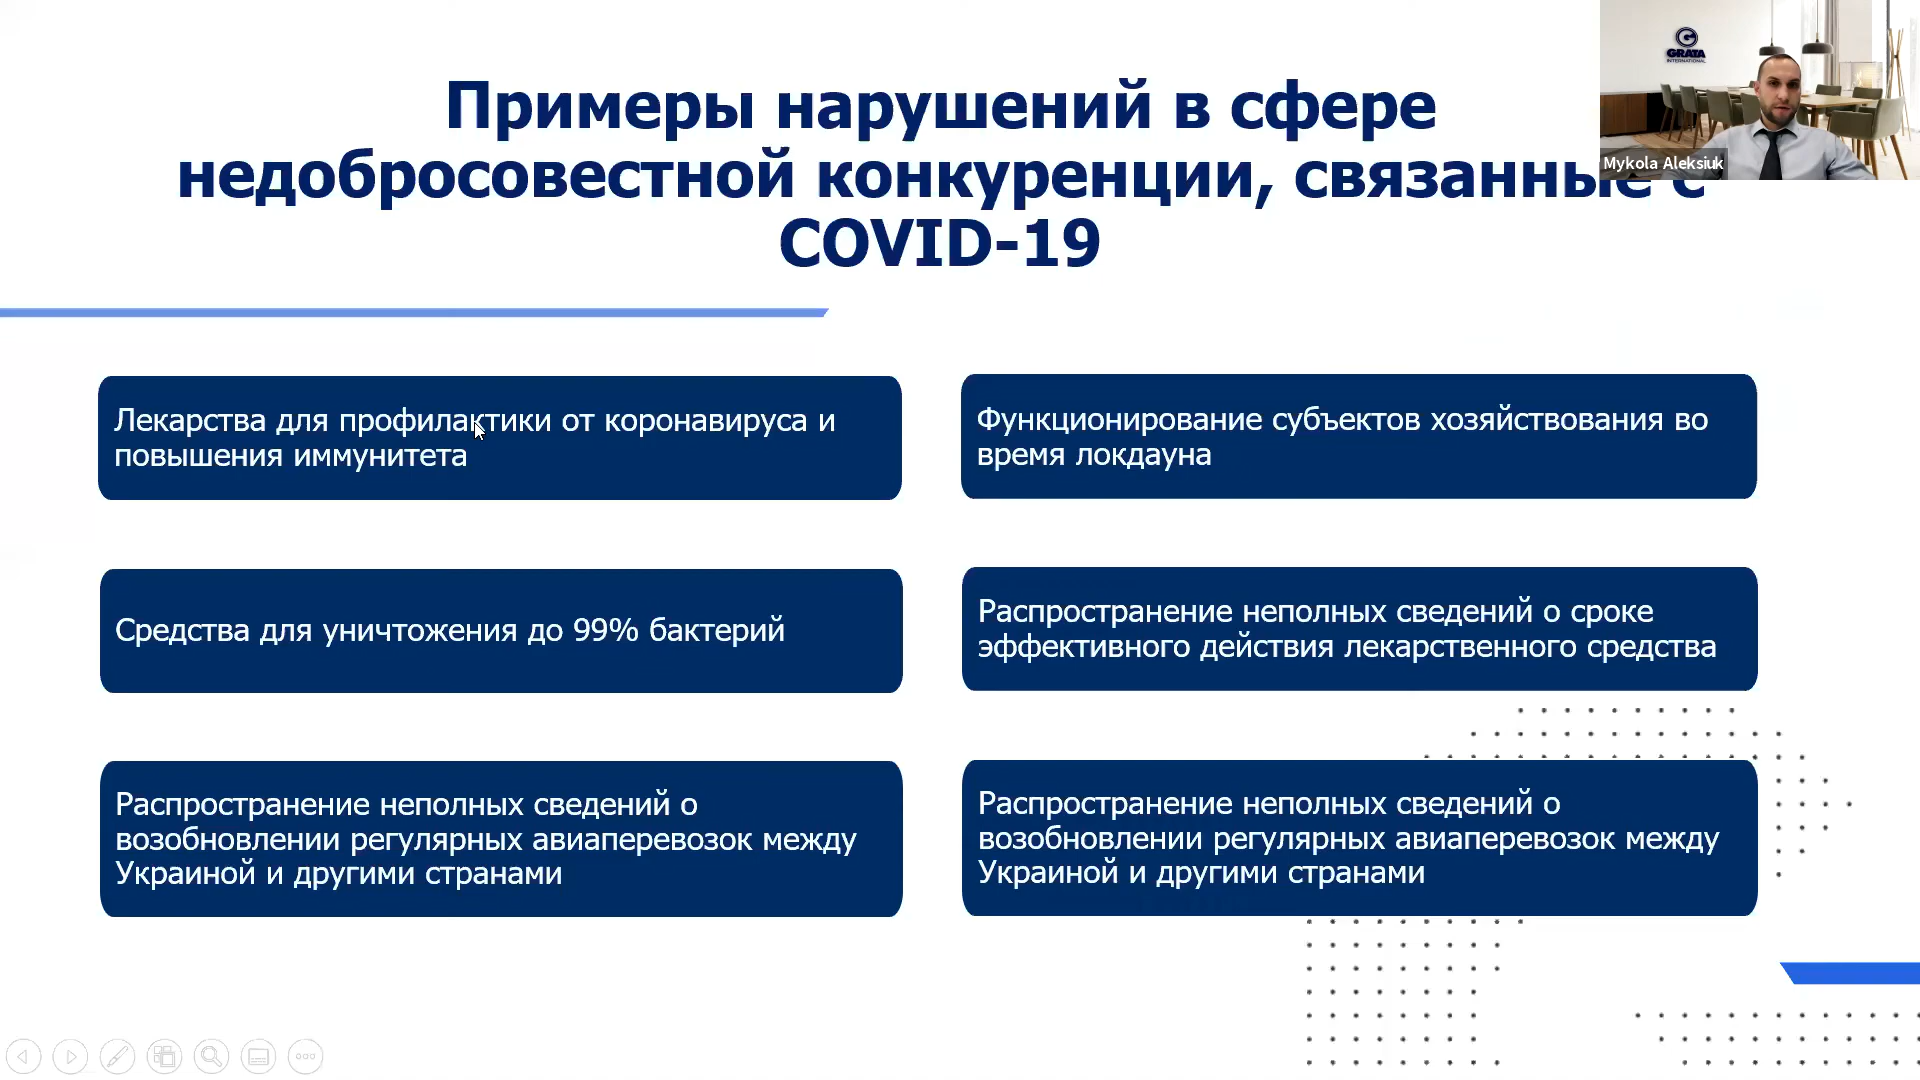 Примеры нарушений в сфере
недобросовестной конкуренции, связанные с
COVID-19
GRATA
INTERNATIONAL
Mykola Aleksiuk
Лекарства для профилактики от коронавируса и
повышения иммунитета
Функционирование субъектов хозяйствования во
время локдауна
Средства для уничтожения до 99% бактерий
Распространение неполных сведений о сроке
эффективного действия лекарственного средства
Распространение неполных сведений о
возобновлении регулярных авиаперевозок между
Украиной и другими странами
Распространение неполных сведений о
возобновлении регулярных авиаперевозок между
Украиной и другими странами